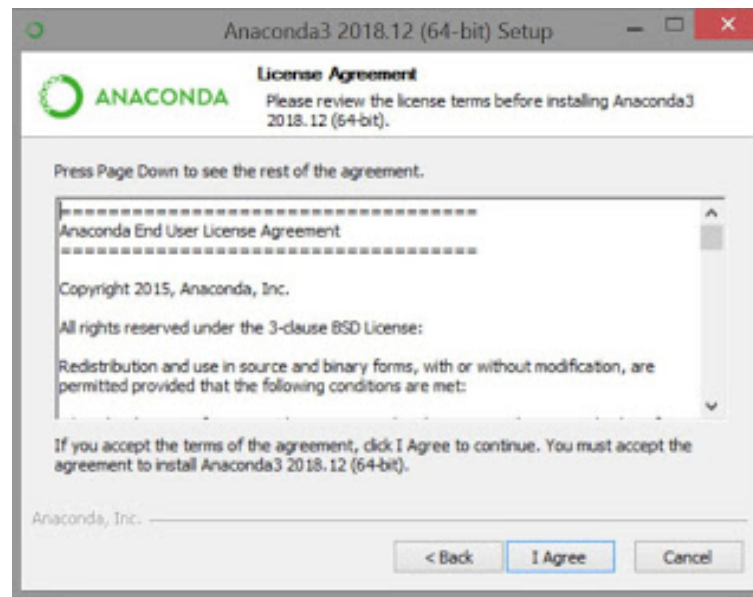 Anaconda3 2018.12 (64-bit) Setup
ANACONDA
License Agreement
Please review the license terms before installing Anaconda3
2018.12 (64-bit).
Press Page Down to see the rest of the agreement.
===================================
Anaconda End User License Agreement
===================================
Copyright 2015, Anaconda, Inc.
All rights reserved under the 3-clause BSD License:
Redistribution and use in source and binary forms, with or without modification, are
permitted provided that the following conditions are met:
If you accept the terms of the agreement, click I Agree to continue. You must accept the
agreement to install Anaconda3 2018.12 (64-bit).
Anaconda, Inc.
< Back
I Agree
Cancel